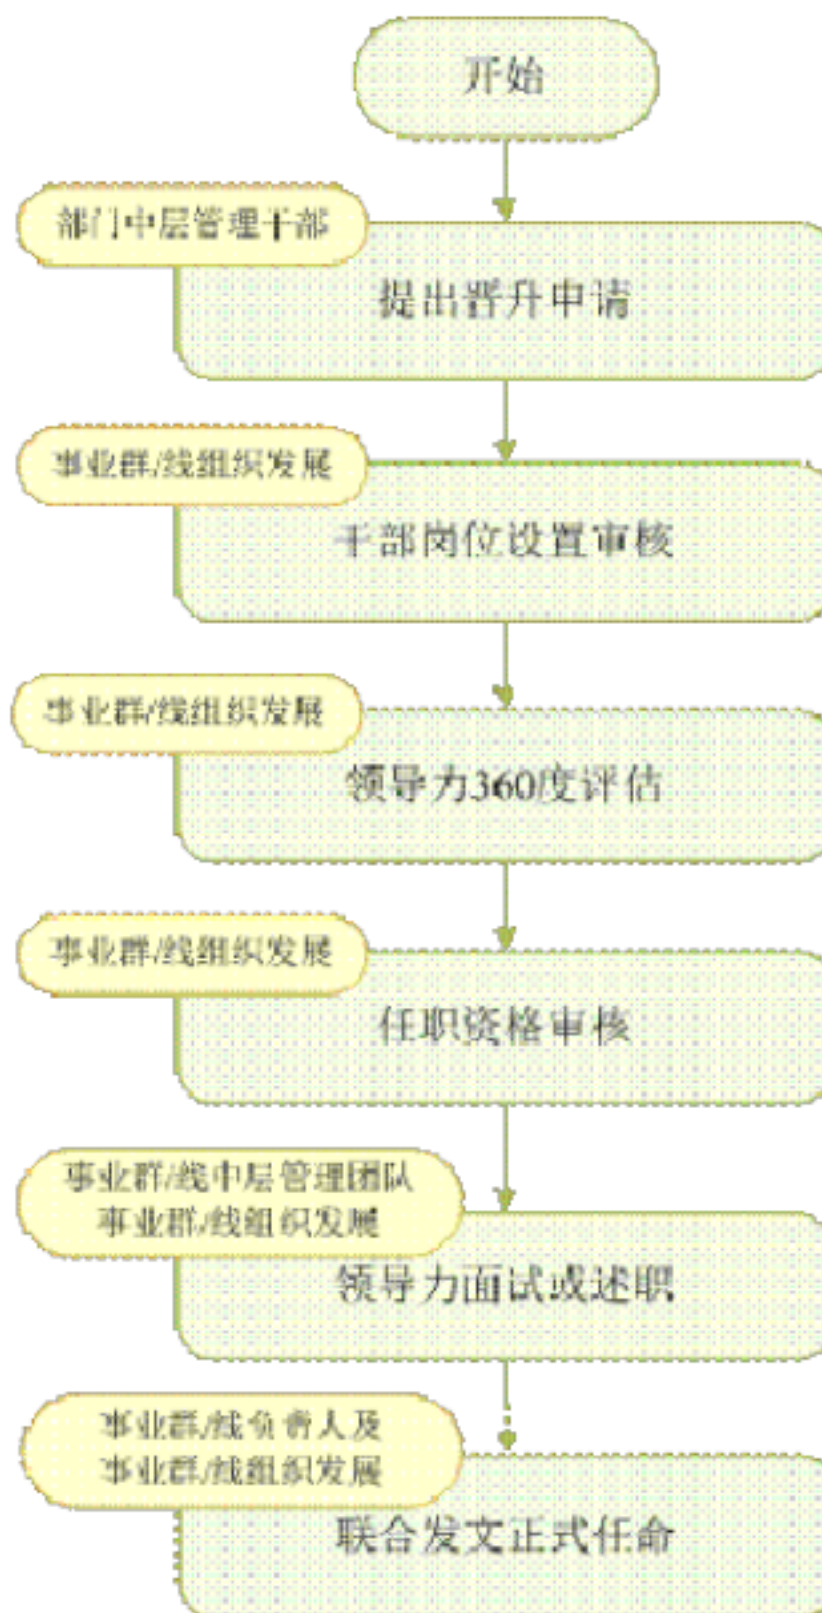 开始
部门中层管理干部
提出晋升申请
事业群/线组织发展
干部岗位设置审核
事业群/线组织发展
领导力360度评估
事业群/线组织发展
任职资格审核
事业群/线中层管理团队
事业群/线组织发展
领导力面试或述职
事业群/线负责人及
事业群/线组织发展
联合发文正式任命